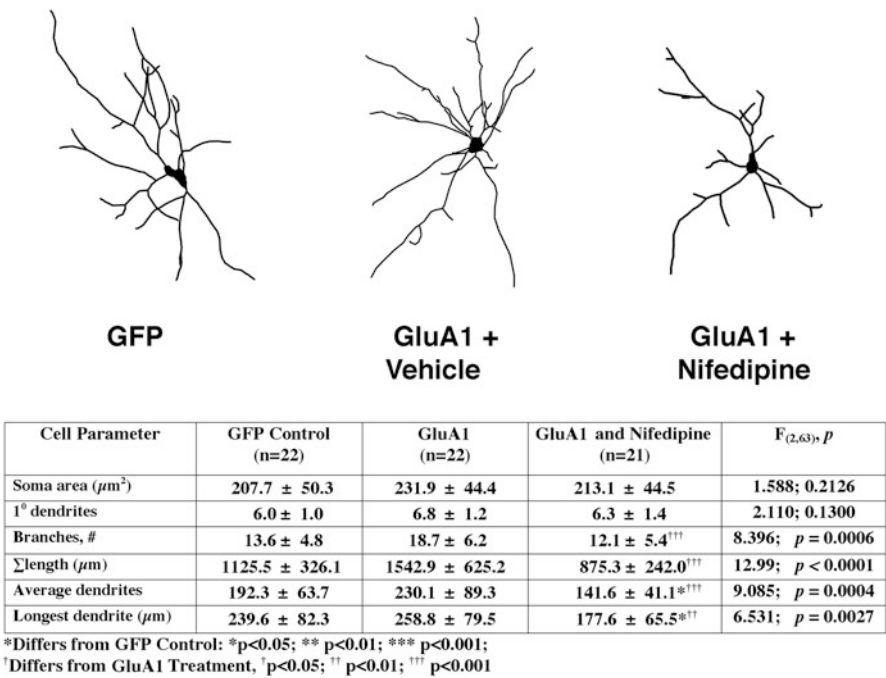 GFP
GluA1 +
Vehicle
GluA1 +
Nifedipine
Cell Parameter GFP Control (n=22) GluA1 (n=22) GluA1 and Nifedipine (n=21) F(2,63), p
Soma area (µm²) 207.7 ± 50.3 231.9 ± 44.4 213.1 ± 44.5 1.588; 0.2126
1⁰ dendrites 6.0 ± 1.0 6.8 ± 1.2 6.3 ± 1.4 2.110; 0.1300
Branches, # 13.6 ± 4.8 18.7 ± 6.2 12.1 ± 5.4††† 8.396; p = 0.0006
∑length (µm) 1125.5 ± 326.1 1542.9 ± 625.2 875.3 ± 242.0††† 12.99; p < 0.0001
Average dendrites 192.3 ± 63.7 230.1 ± 89.3 141.6 ± 41.1*††† 9.085; p = 0.0004
Longest dendrite (µm) 239.6 ± 82.3 258.8 ± 79.5 177.6 ± 65.5*†† 6.531; p = 0.0027
*Differs from GFP Control: *p<0.05; ** p<0.01; *** p<0.001;
†Differs from GluA1 Treatment, †p<0.05; †† p<0.01; ††† p<0.001